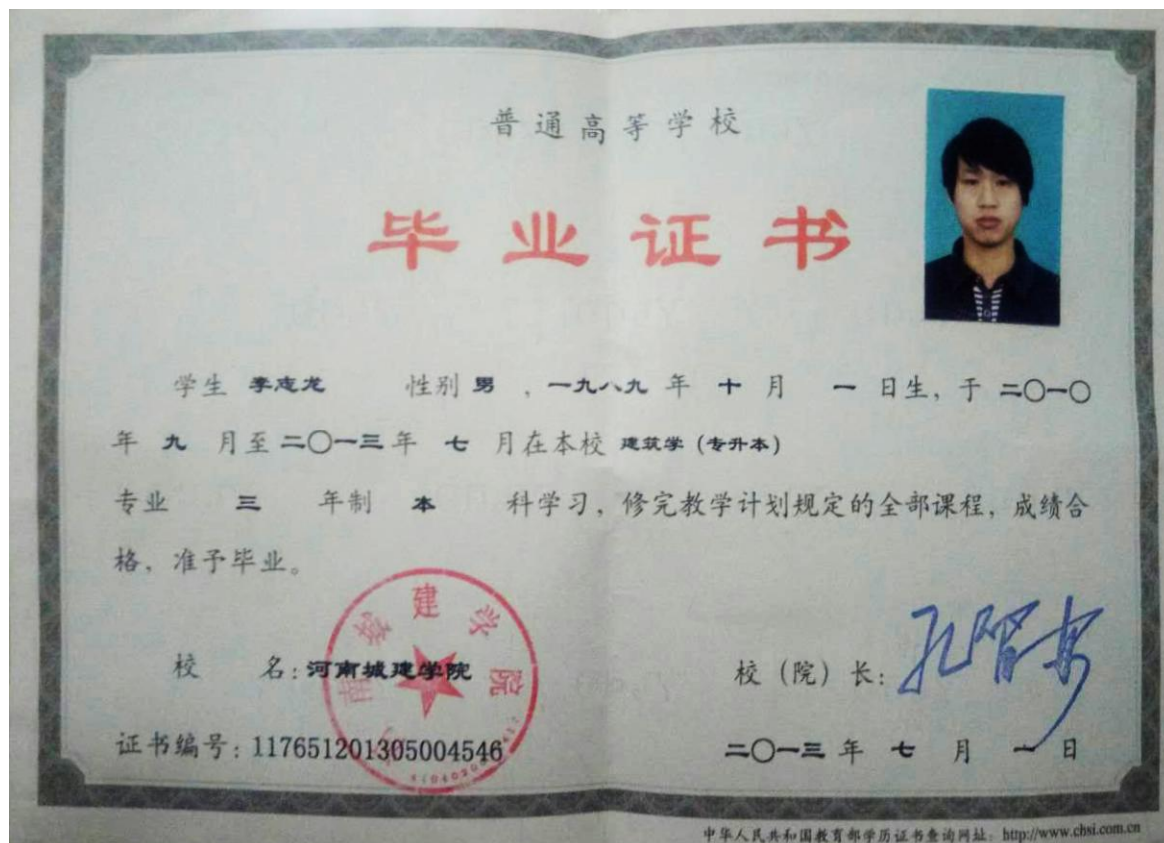 普通高等学校
毕业证书
学生 李志龙 性别 男 ，一九八九 年 十 月 一 日生，于 二〇一〇
年 九 月至 二〇一三 年 七 月在本校 建筑学（专升本）
专业 三 年制 本 科学习，修完教学计划规定的全部课程，成绩合
格，准予毕业。
建学院
校 名：河南城建学院
校（院）长：
证书编号：117651201305004546
二〇一三 年 七 月 一 日
中华人民共和国教育部学历证书查询网址：http://www.chsi.com.cn